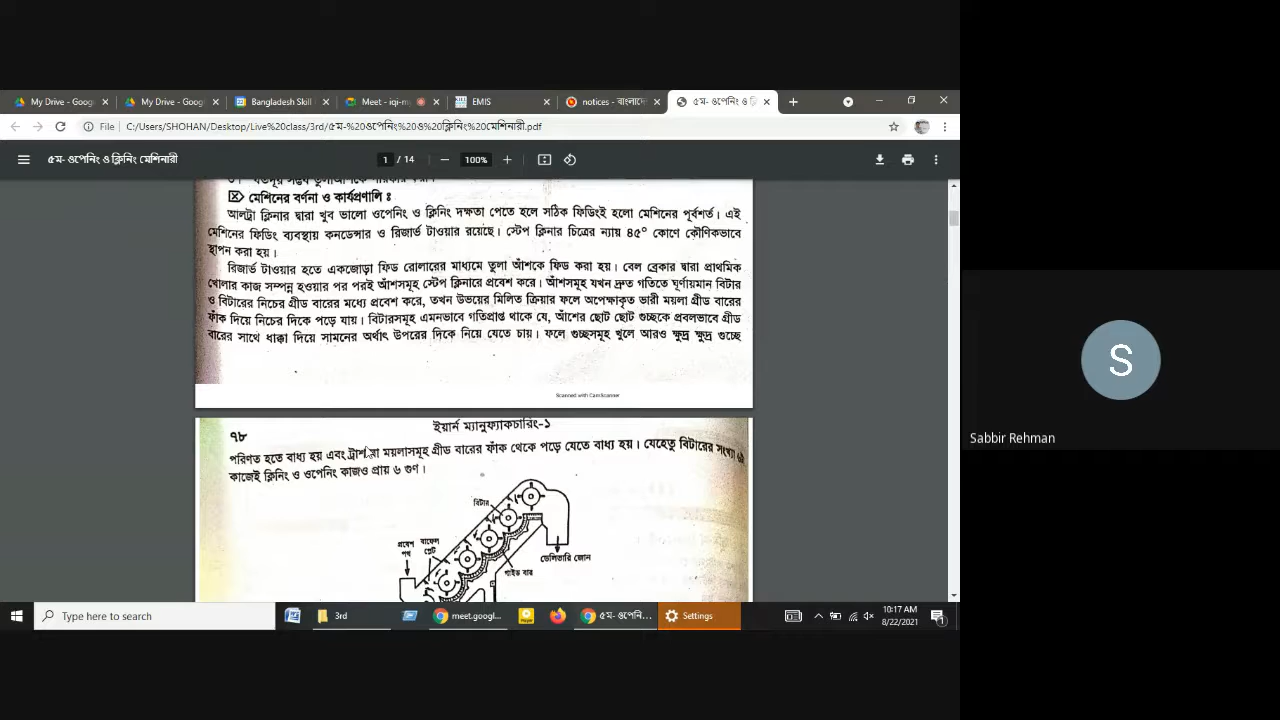 My Drive - Goog
My Drive - Goog
Bangladesh Skill
Meet - iqi-m
EMIS
notices - বাংলাদে
৫ম- ওপেনিং ও
File
C:/Users/SHOHAN/Desktop/Live%20class/3rd/৫ম-%20ওপেনিং%20ও%20ক্লিনিং%20মেশিনারী.pdf
৫ম- ওপেনিং ও ক্লিনিং মেশিনারী
1 / 14
100%
মেশিনের বর্ণনা ও কার্যপ্রণালি ঃ
আলট্রা ক্লিনার দ্বারা খুব ভালো ওপেনিং ও ক্লিনিং দক্ষতা পেতে হলে সঠিক ফিডিংই হলো মেশিনের পূর্বশর্ত। এই
মেশিনের ফিডিং ব্যবস্থায় কনডেন্সার ও রিজার্ভ টাওয়ার রয়েছে। স্টেপ ক্লিনার চিত্রের ন্যায় ৪৫° কোণে কৌণিকভাবে
স্থাপন করা হয়।
রিজার্ভ টাওয়ার হতে একজোড়া ফিড রোলারের মাধ্যমে তুলা আঁশকে ফিড করা হয়। বেল ব্রেকার দ্বারা প্রাথমিক
খোলার কাজ সম্পন্ন হওয়ার পর পরই আঁশসমূহ স্টেপ ক্লিনারে প্রবেশ করে। আঁশসমূহ যখন দ্রুত গতিতে ঘূর্ণায়মান বিটার
ও বিটারের নিচের গ্রীড বারের মধ্যে প্রবেশ করে, তখন উভয়ের মিলিত ক্রিয়ার ফলে অপেক্ষাকৃত ভারী ময়লা গ্রীড বারের
ফাঁক দিয়ে নিচের দিকে পড়ে যায়। বিটারসমূহ এমনভাবে গতিপ্রাপ্ত থাকে যে, আঁশের ছোট ছোট গুচ্ছকে প্রবলভাবে গ্রীড
বারের সাথে ধাক্কা দিয়ে সামনের অর্থাৎ উপরের দিকে নিয়ে যেতে চায়। ফলে গুচ্ছসমূহ খুলে আরও ক্ষুদ্র ক্ষুদ্র গুচ্ছে
Scanned with CamScanner
৭৮
ইয়ার্ন ম্যানুফ্যাকচারিং-১
পরিণত হতে বাধ্য হয় এবং ময়লাসমূহ গ্রীড বারের ফাঁক থেকে পড়ে যেতে বাধ্য হয়। যেহেতু বিটারের সংখ্যা
কাজেই ক্লিনিং ও ওপেনিং কাজও প্রায় ৬ গুণ।
বিটার
প্রবেশ পথ
বাফেল প্লেট
ডেলিভারি জোন
গাইড বার
S
Sabbir Rehman
Type here to search
3rd
meet.googl...
৫ম- ওপেনি...
Settings
10:17 AM
8/22/2021